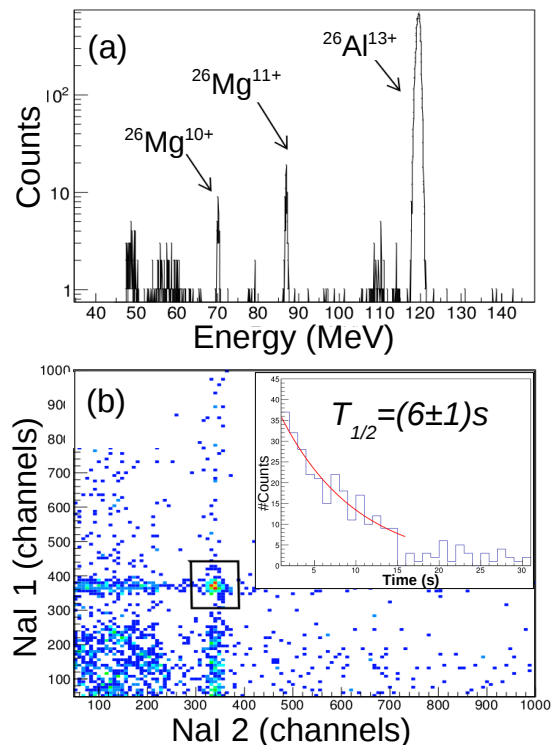 (a)
²⁶Al¹³⁺
²⁶Mg¹¹⁺
²⁶Mg¹⁰⁺
Counts
10²
10
1
40 50 60 70 80 90 100 110 120 130 140
Energy (MeV)
(b)
NaI 1 (channels)
100
900
800
700
600
500
400
300
200
100
100 200 300 400 500 600 700 800 900 1000
NaI 2 (channels)
T₁/₂=(6±1)s
#Counts
45
40
35
30
25
20
15
10
5
0
5 10 15 20 25 30
Time (s)